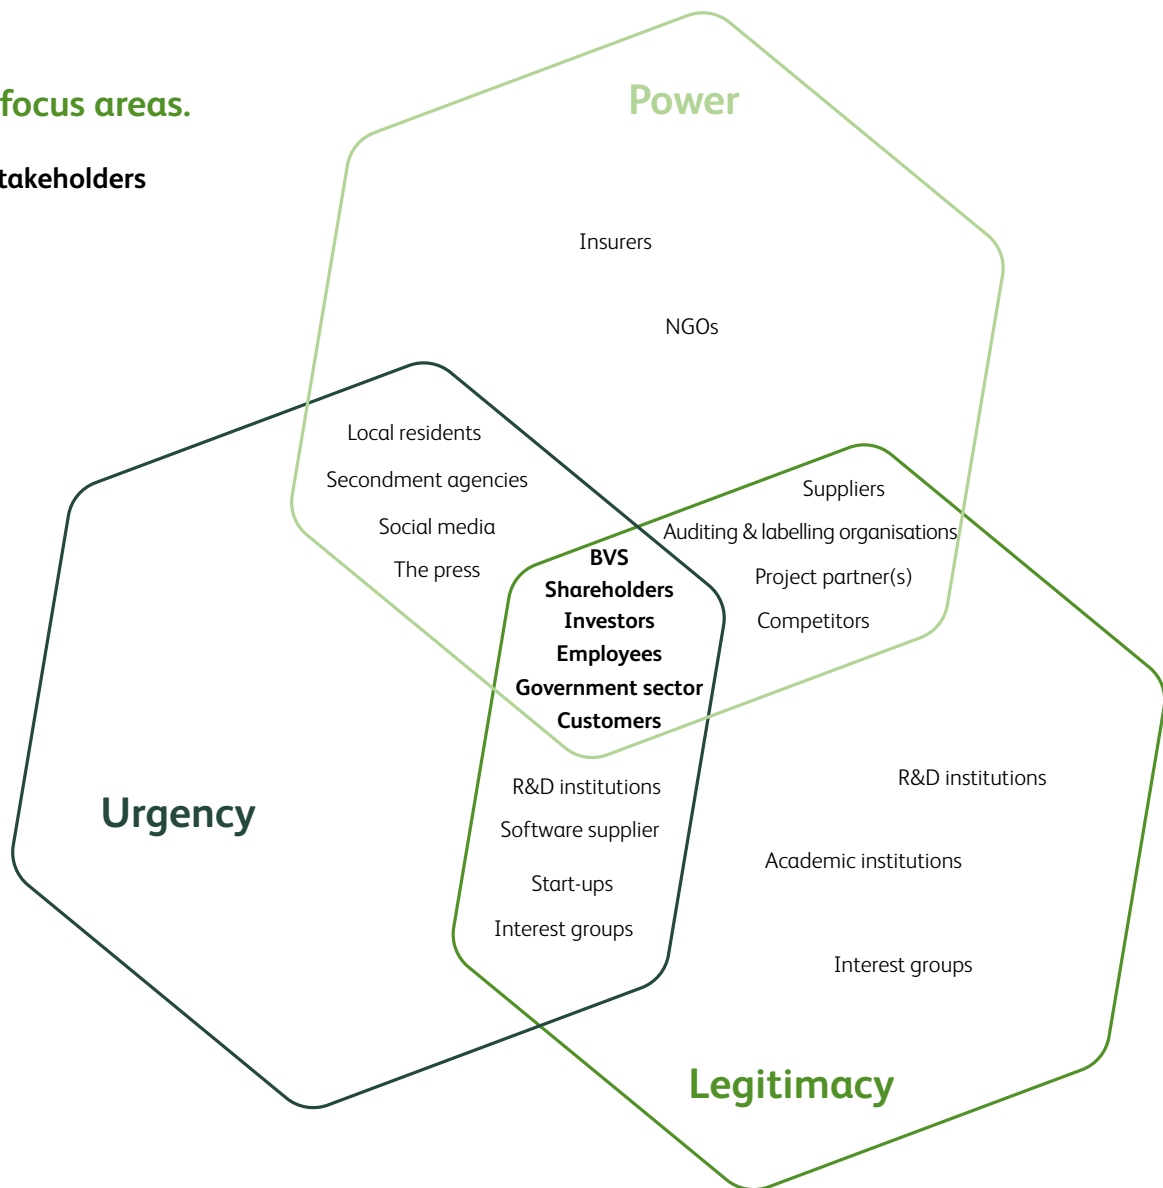 focus areas.
takeholders
Power
Insurers
NGOs
Local residents
Secondment agencies
Social media
The press
Suppliers
Auditing & labelling organisations
Project partner(s)
Competitors
BVS
Shareholders
Investors
Employees
Government sector
Customers
Urgency
R&D institutions
Software supplier
Start-ups
Interest groups
R&D institutions
Academic institutions
Interest groups
Legitimacy